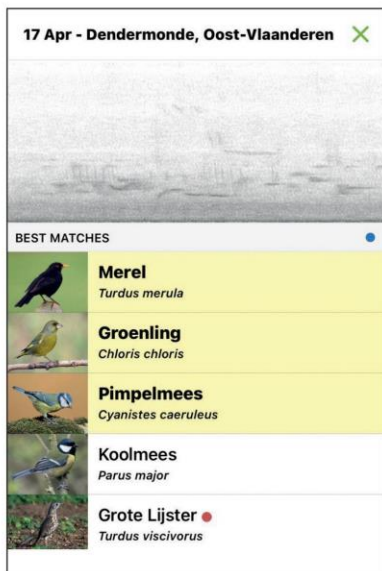 17 Apr - Dendermonde, Oost-Vlaanderen
BEST MATCHES
Merel
Turdus merula
Groenling
Chloris chloris
Pimpelmees
Cyanistes caeruleus
Koolmees
Parus major
Grote Lijster
Turdus viscivorus